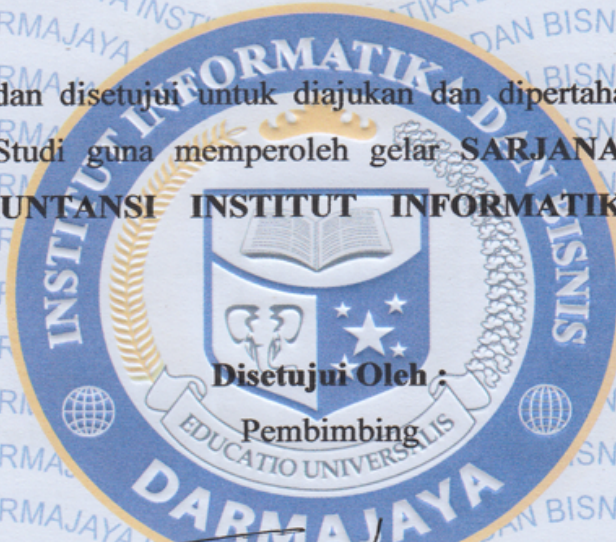 dan disetujui untuk diajukan dan dipertaha
Studi guna memperoleh gelar SARJANA
UNTANSI INSTITUT INFORMATIK
Disetujui Oleh :
Pembimbing
INSTITUT INFORMATIKA DAN BISNIS
EDUCATIO UNIVERSALIS
DARMAJAYA